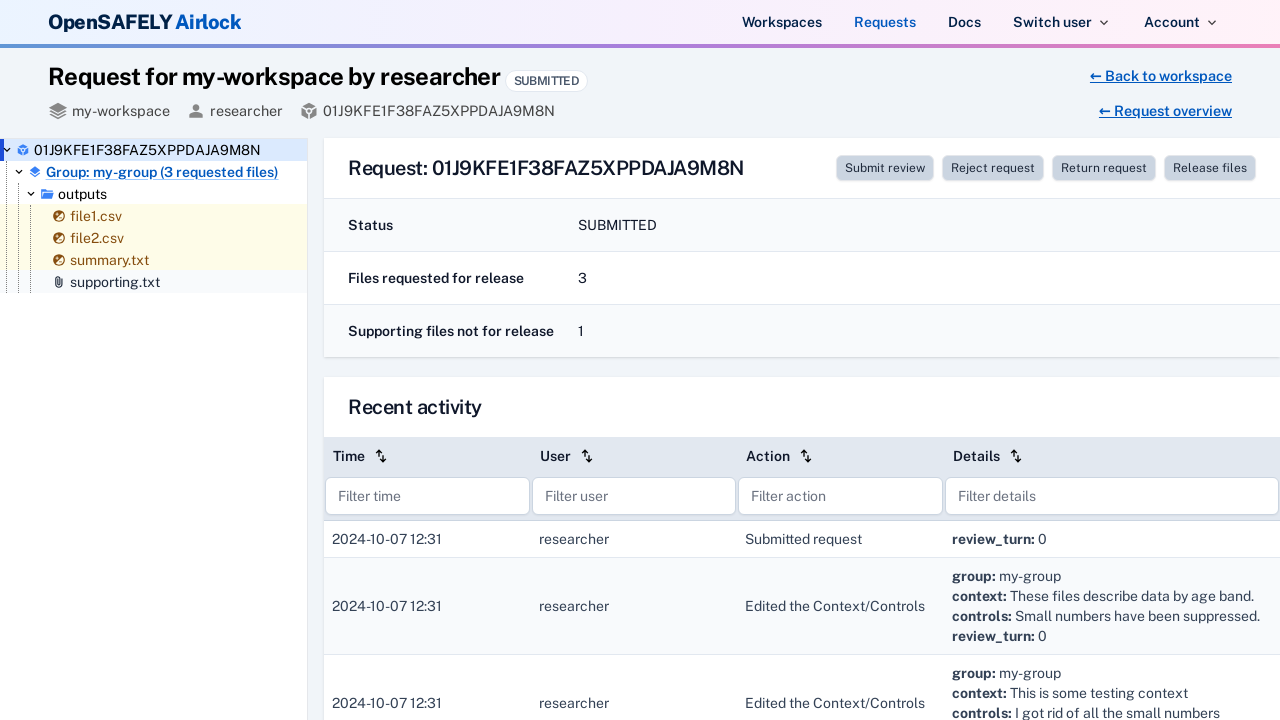 OpenSAFELY Airlock Workspaces Requests Docs Switch user Account
Request for my-workspace by researcher SUBMITTED ← Back to workspace
my-workspace researcher 01J9KFE1F38FAZ5XPPDAJA9M8N ← Request overview
01J9KFE1F38FAZ5XPPDAJA9M8N
Group: my-group (3 requested files)
outputs
file1.csv
file2.csv
summary.txt
supporting.txt
Request: 01J9KFE1F38FAZ5XPPDAJA9M8N Submit review Reject request Return request Release files
Status SUBMITTED
Files requested for release 3
Supporting files not for release 1
Recent activity
Time User Action Details
Filter time Filter user Filter action Filter details
2024-10-07 12:31 researcher Submitted request review_turn: 0
group: my-group
context: These files describe data by age band.
2024-10-07 12:31 researcher Edited the Context/Controls
controls: Small numbers have been suppressed.
review_turn: 0
group: my-group
context: This is some testing context
2024-10-07 12:31 researcher Edited the Context/Controls
controls: I got rid of all the small numbers